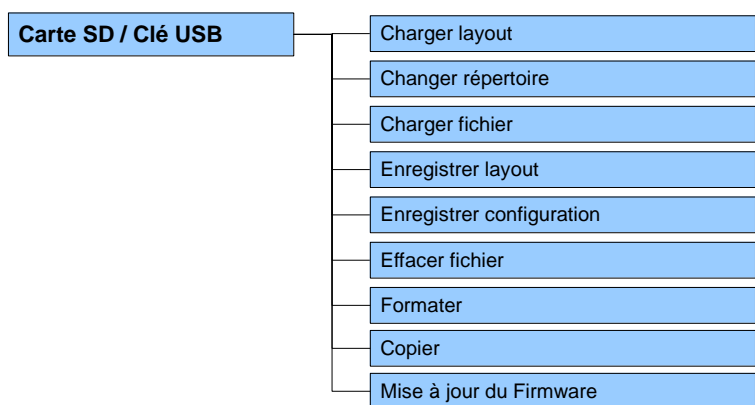 Carte SD / Clé USB
Charger layout
Changer répertoire
Charger fichier
Enregistrer layout
Enregistrer configuration
Effacer fichier
Formater
Copier
Mise à jour du Firmware